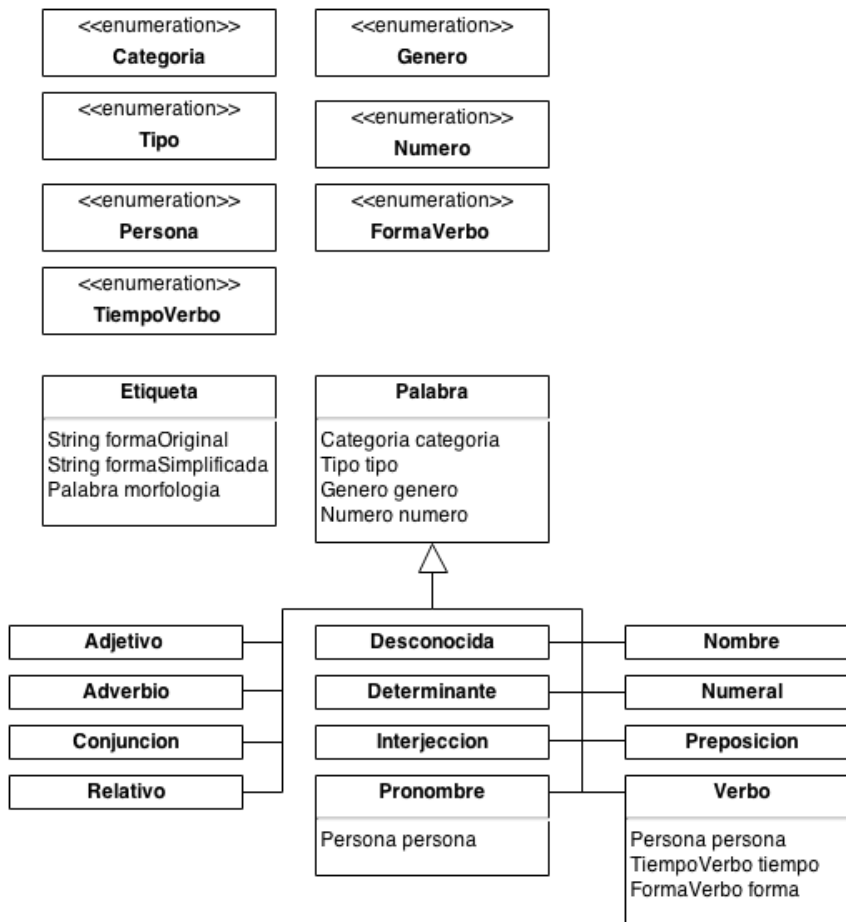 <<enumeration>>
Categoria
<<enumeration>>
Genero
<<enumeration>>
Tipo
<<enumeration>>
Numero
<<enumeration>>
Persona
<<enumeration>>
FormaVerbo
<<enumeration>>
TiempoVerbo
Etiqueta
String formaOriginal
String formaSimplificada
Palabra morfologia
Palabra
Categoria categoria
Tipo tipo
Genero genero
Numero numero
Adjetivo
Desconocida
Nombre
Adverbio
Determinante
Numeral
Conjuncion
Interjeccion
Preposicion
Relativo
Pronombre
Persona persona
Verbo
Persona persona
TiempoVerbo tiempo
FormaVerbo forma